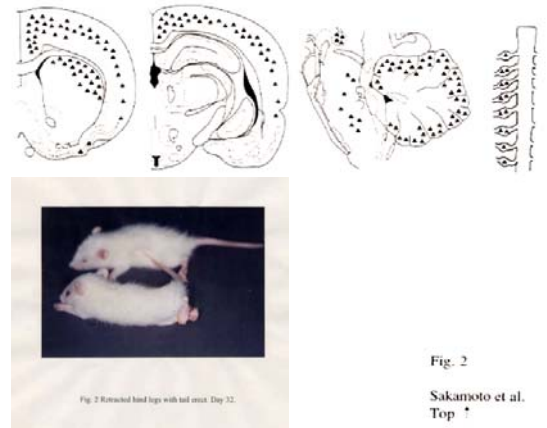 Fig. 2 Retracted hind legs with tail erect. Day 32.
Fig. 2
Sakamoto et al.
Top ↑